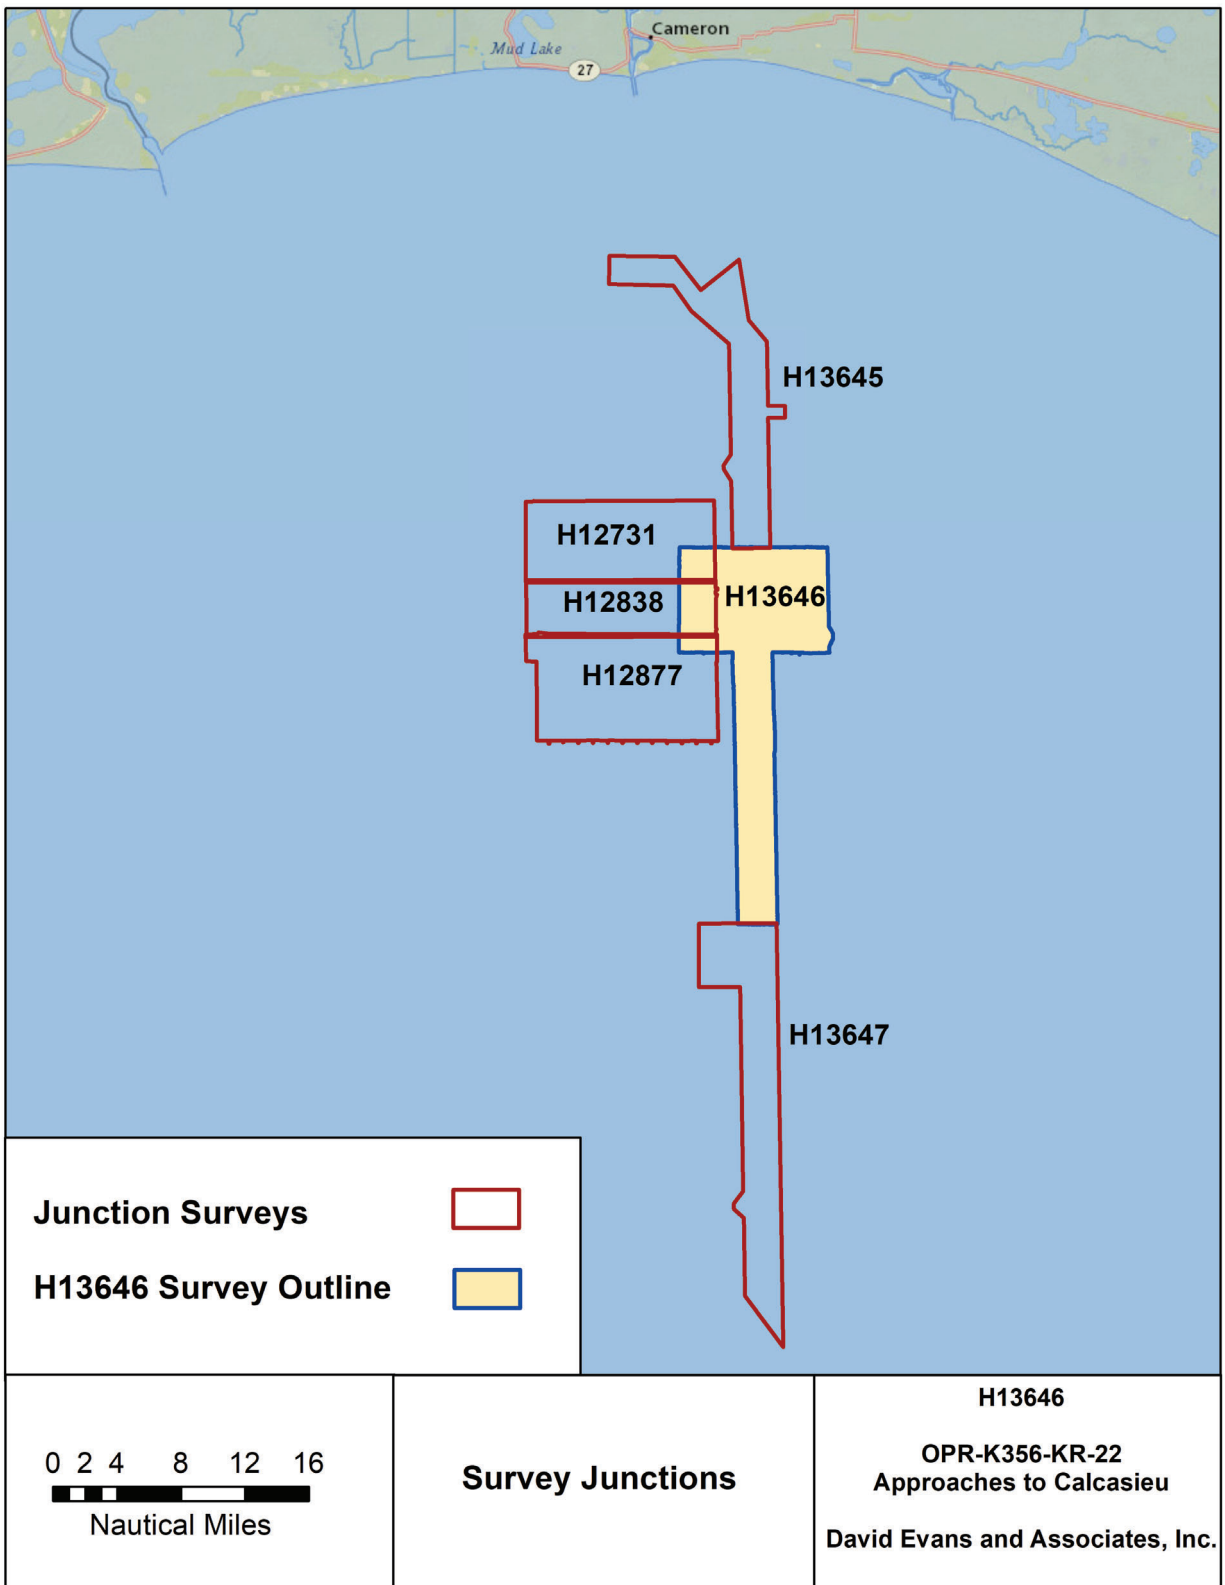 Cameron
Mud Lake
27
H13645
H12731
H12838
H13646
H12877
H13647
Junction Surveys
H13646 Survey Outline
0 2 4 8 12 16
Nautical Miles
Survey Junctions
H13646
OPR-K356-KR-22
Approaches to Calcasieu
David Evans and Associates, Inc.